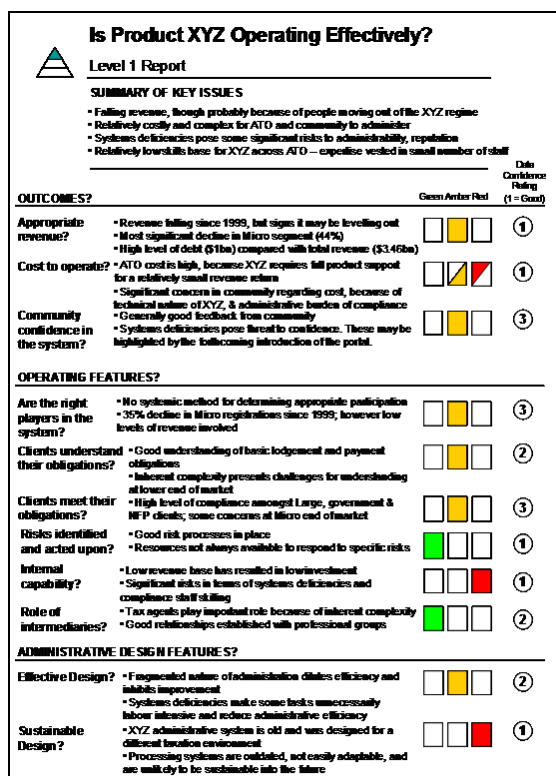 Is Product XYZ Operating Effectively?
Level 1 Report
SUMMARY OF KEY ISSUES
• Falling revenue, though probably because of people moving out of the XYZ regime
• Relatively costly and complex for ATO and community to administer
• Systems deficiencies pose some significant risks to administrability, reputation
• Relatively low skills base for XYZ across ATO – expertise vested in small number of staff
Data
Confidence
Rating
(1 = Good)
OUTCOMES?
Green Amber Red
Appropriate
revenue?
• Revenue falling since 1999, but signs it may be levelling out
• Most significant decline in Micro segment (44%)
• High level of debt ($1bn) compared with total revenue ($3.46bn)
1
Cost to operate?
• ATO cost is high, because XYZ requires full product support
for a relatively small revenue return
• Significant concern in community regarding cost, because of
technical nature of XYZ, & administrative burden of compliance
1
Community
confidence in
the system?
• Generally good feedback from community
• Systems deficiencies pose threat to confidence. These may be
highlighted by the forthcoming introduction of the portal.
3
OPERATING FEATURES?
Are the right
players in the
system?
• No systemic method for determining appropriate participation
• 35% decline in Micro registrations since 1999; however low
levels of revenue involved
3
Clients understand
their obligations?
• Good understanding of basic lodgement and payment
obligations
• Inherent complexity presents challenges for understanding
at lower end of market
2
Clients meet their
obligations?
• High level of compliance amongst Large, government &
NFP clients; some concerns at Micro end of market
3
Risks identified
and acted upon?
• Good risk processes in place
• Resources not always available to respond to specific risks
1
Internal
capability?
• Low revenue base has resulted in low investment
• Significant risks in terms of systems deficiencies and
compliance staff skilling
1
Role of
intermediaries?
• Tax agents play important role because of inherent complexity
• Good relationships established with professional groups
2
ADMINISTRATIVE DESIGN FEATURES?
Effective Design?
• Fragmented nature of administration dilutes efficiency and
inhibits improvement
• Systems deficiencies make some tasks unnecessarily
labour intensive and reduce administrative efficiency
2
Sustainable
Design?
• XYZ administrative system is old and was designed for a
different taxation environment
• Processing systems are outdated, not easily adaptable, and
are unlikely to be sustainable into the future
1